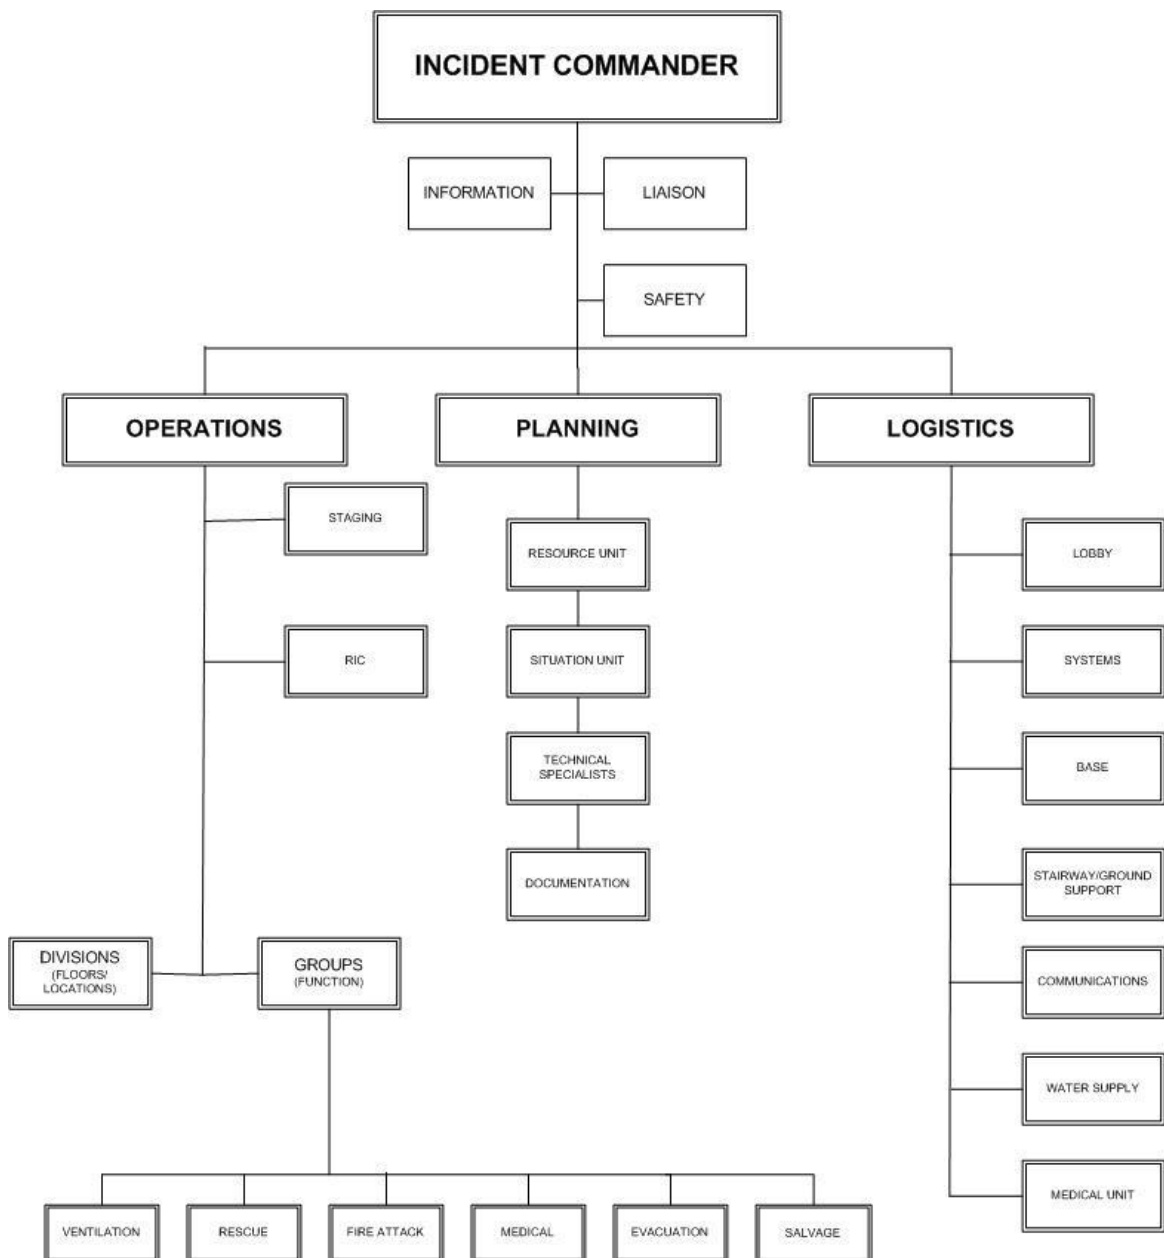 INCIDENT COMMANDER
INFORMATION
LIAISON
SAFETY
OPERATIONS
PLANNING
LOGISTICS
STAGING
RESOURCE UNIT
LOBBY
RIC
SITUATION UNIT
SYSTEMS
TECHNICAL
SPECIALISTS
BASE
DOCUMENTATION
STAIRWAY/GROUND
SUPPORT
DIVISIONS
(FLOORS/
LOCATIONS)
GROUPS
(FUNCTION)
COMMUNICATIONS
WATER SUPPLY
MEDICAL UNIT
VENTILATION
RESCUE
FIRE ATTACK
MEDICAL
EVACUATION
SALVAGE